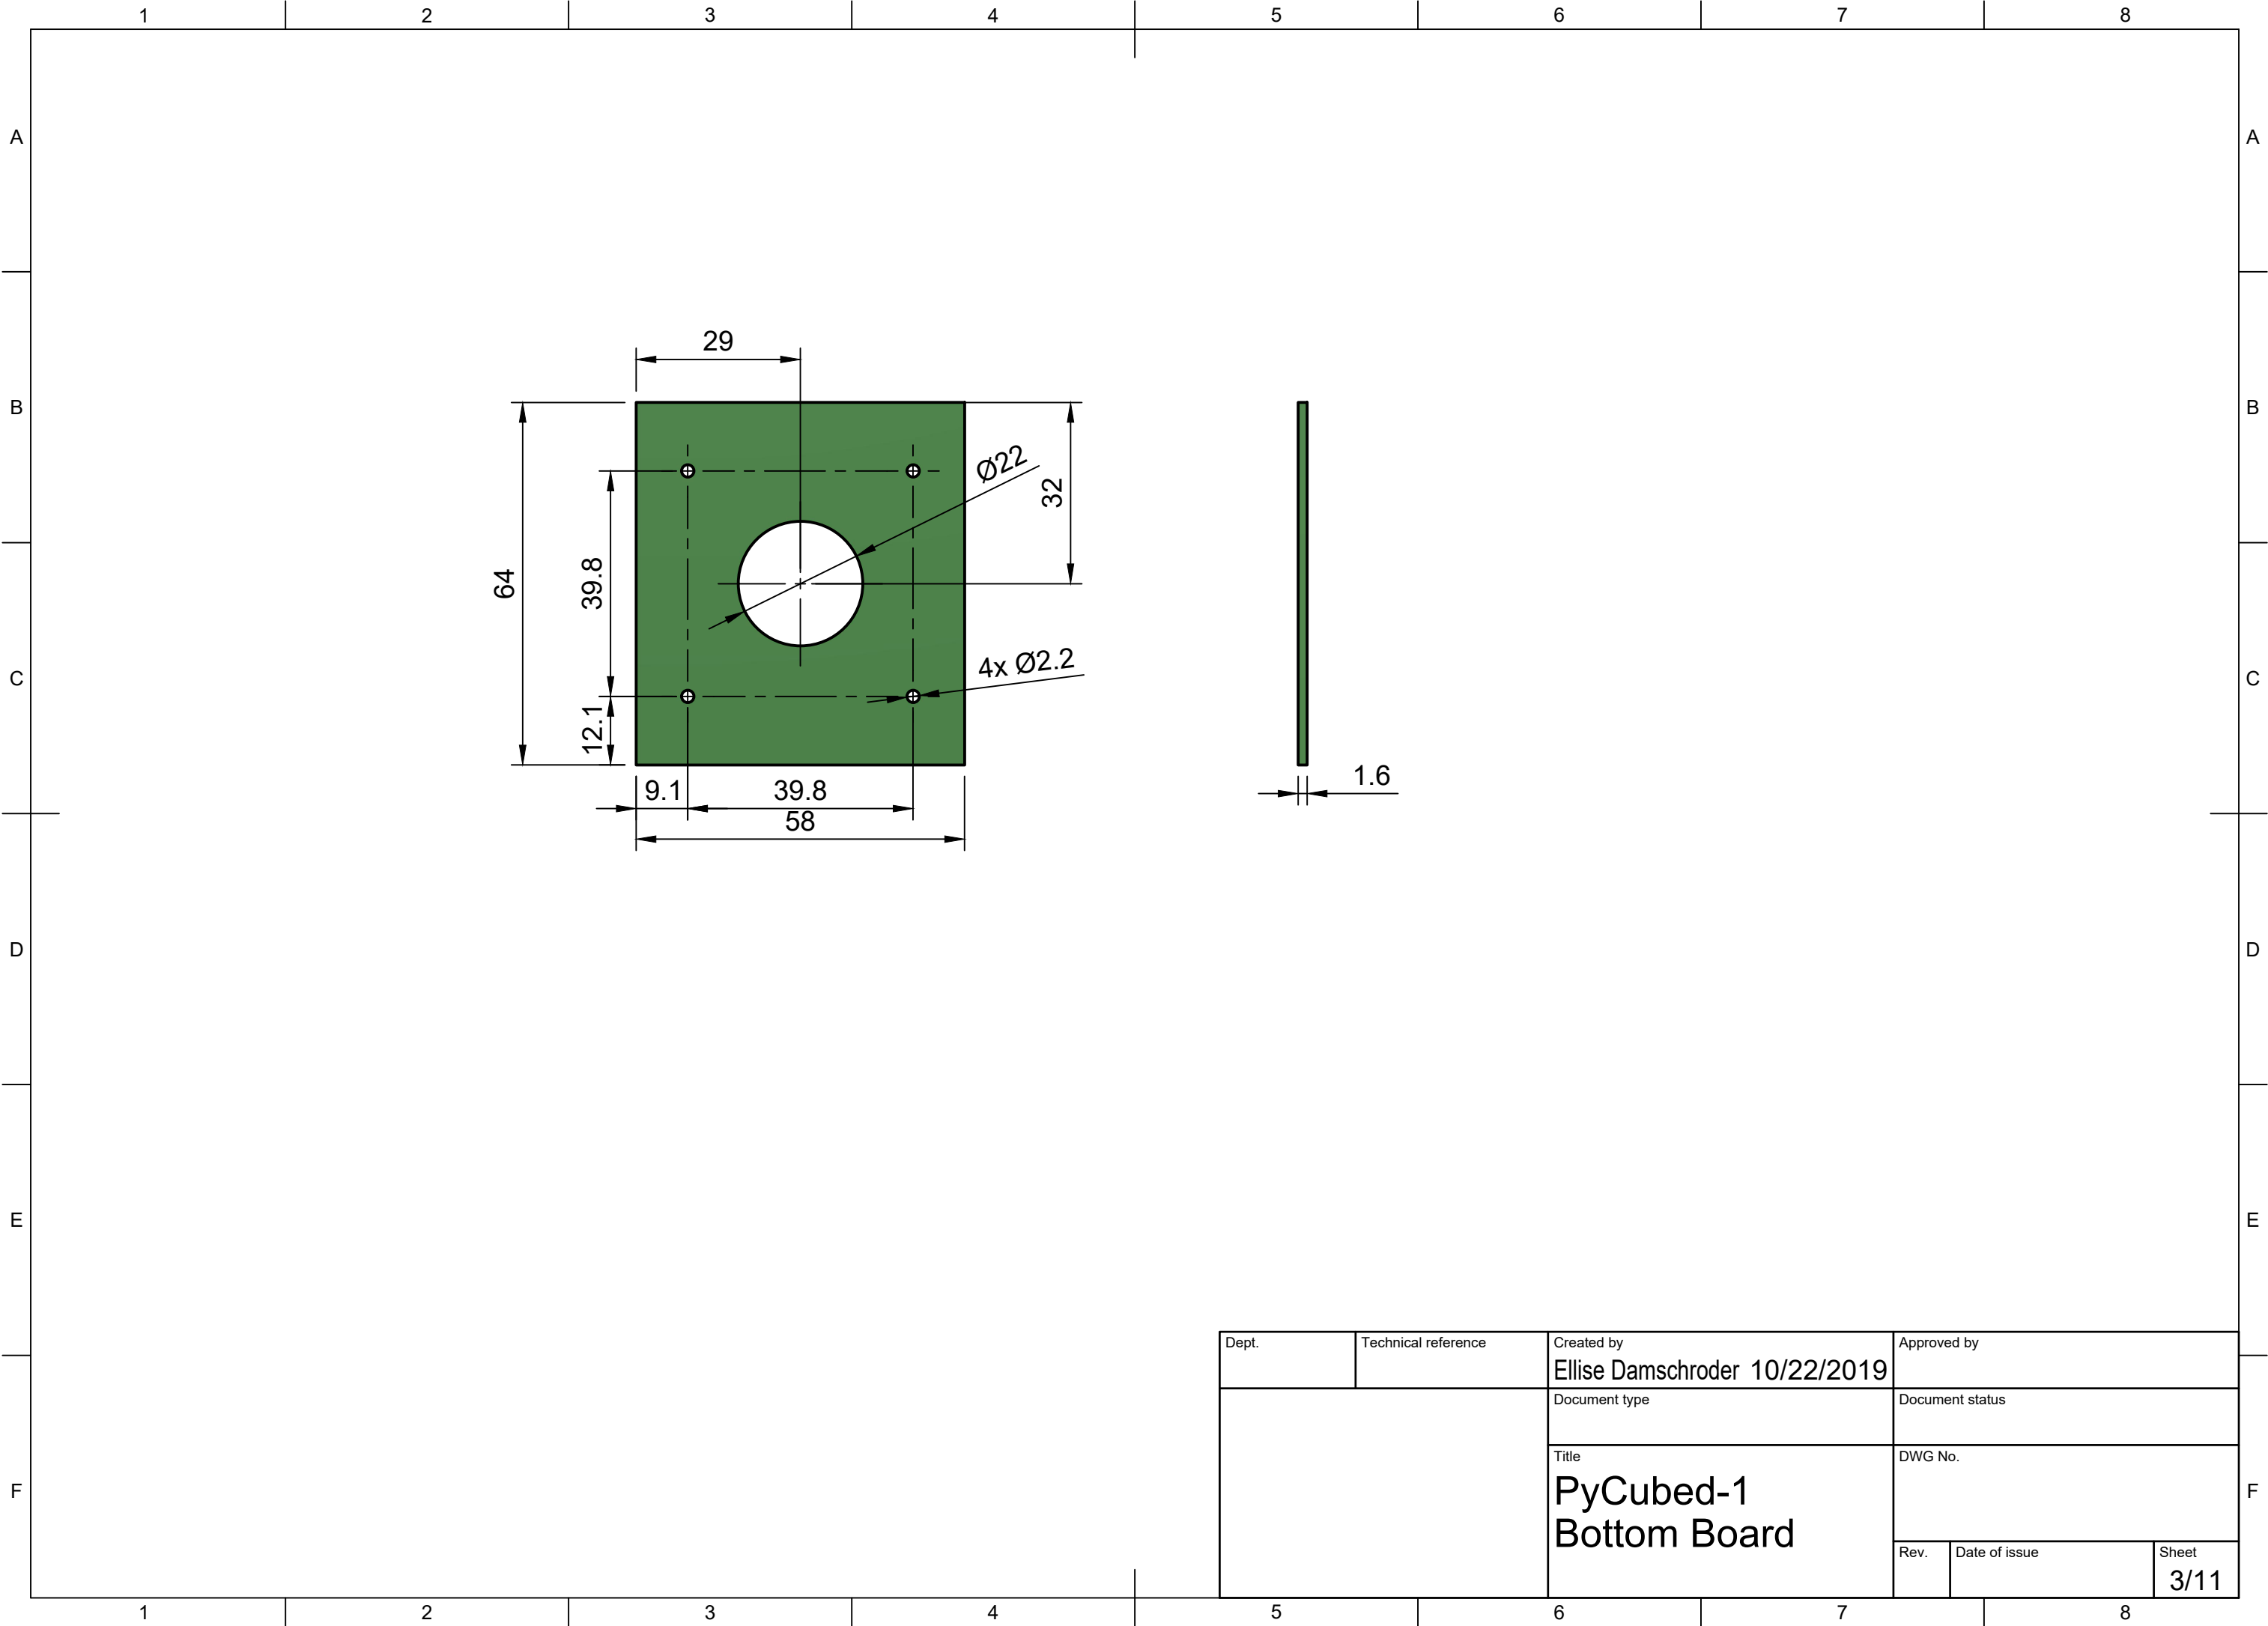 1 2 3 4 5 6 7 8
A A
29
B B
Ø22
32
64
39.8
4x Ø2.2
C C
12.1
1.6
9.1 39.8
58
D D
E E
Dept. Technical reference Created by Approved by
Ellise Damschroder 10/22/2019
Document type Document status
Title DWG No.
PyCubed-1
F F
Bottom Board
Rev. Date of issue Sheet
3/11
1 2 3 4 5 6 7 8